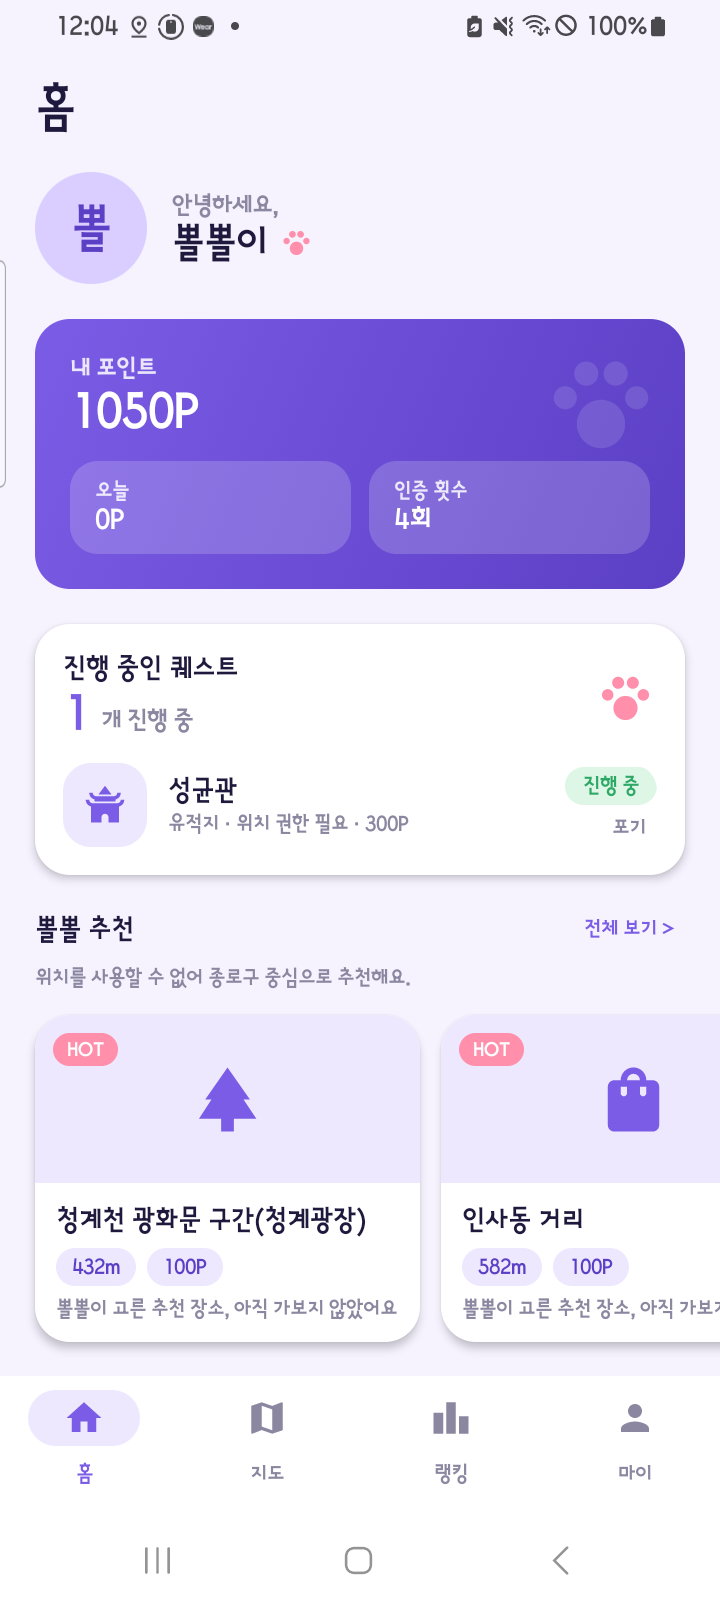 12:04
Wear
100%
홈
뽈
안녕하세요,
뽈뽈이
내 포인트
1050P
오늘
0P
인증 횟수
4회
진행 중인 퀘스트
1 개 진행 중
성균관
유적지 · 위치 권한 필요 · 300P
진행 중
포기
뽈뽈 추천
전체 보기 >
위치를 사용할 수 없어 종로구 중심으로 추천해요.
HOT
청계천 광화문 구간(청계광장)
432m
100P
뽈뽈이 고른 추천 장소, 아직 가보지 않았어요
HOT
인사동 거리
582m
100P
뽈뽈이 고른 추천 장소, 아직 가보
홈
지도
랭킹
마이